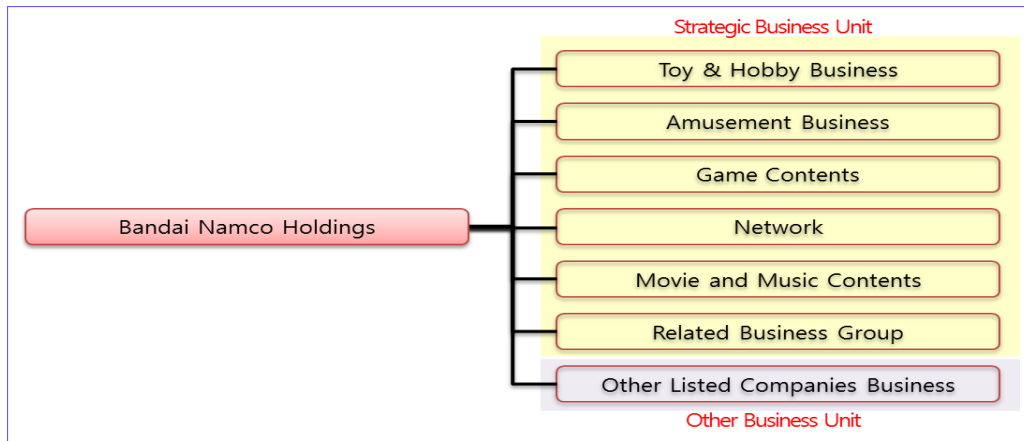 Strategic Business Unit
Toy & Hobby Business
Amusement Business
Game Contents
Bandai Namco Holdings
Network
Movie and Music Contents
Related Business Group
Other Listed Companies Business
Other Business Unit